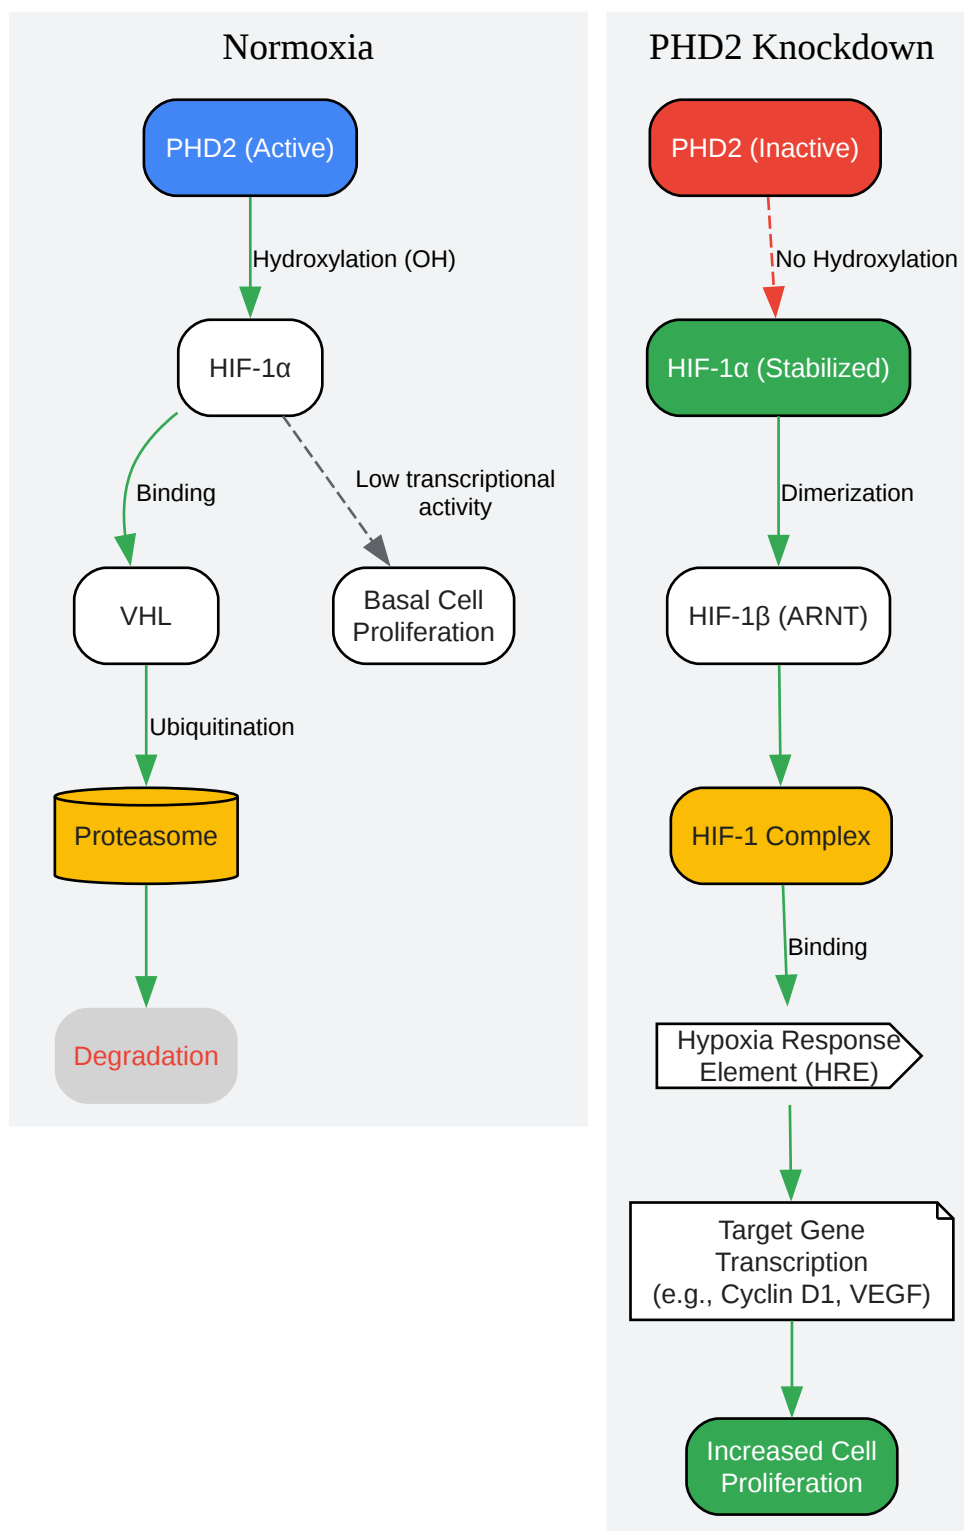 Normoxia
PHD2 (Active)
Hydroxylation (OH)
HIF-1α
Binding
Low transcriptional
activity
VHL
Basal Cell
Proliferation
Ubiquitination
Proteasome
Degradation
PHD2 Knockdown
PHD2 (Inactive)
No Hydroxylation
HIF-1α (Stabilized)
Dimerization
HIF-1β (ARNT)
HIF-1 Complex
Binding
Hypoxia Response
Element (HRE)
Target Gene
Transcription
(e.g., Cyclin D1, VEGF)
Increased Cell
Proliferation